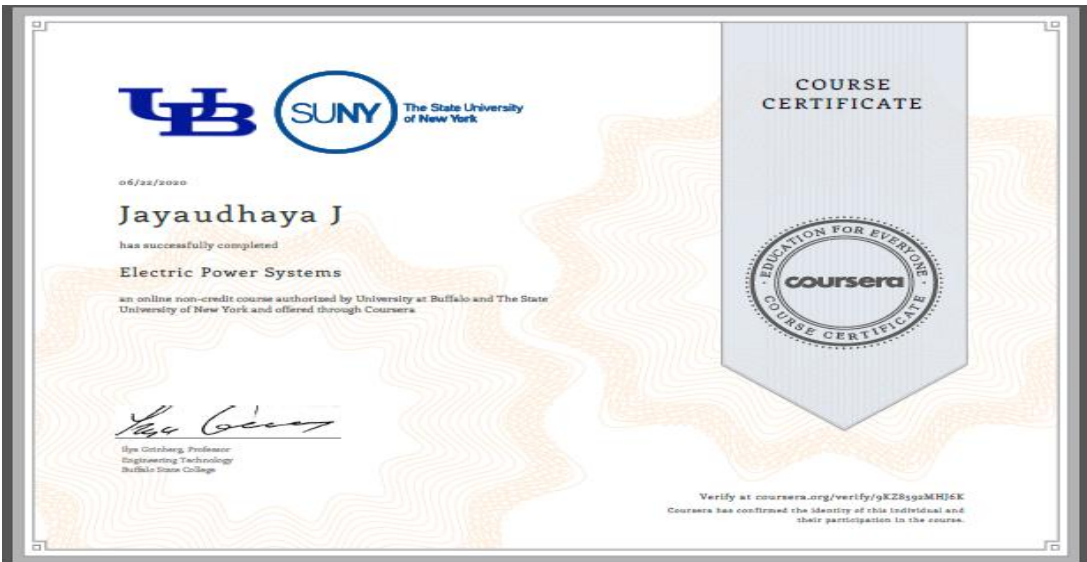 UB
SUNY
The State University
of New York
06/22/2020
Jayaudhaya J
has successfully completed
Electric Power Systems
an online non-credit course authorized by University at Buffalo and The State
University of New York and offered through Coursera
Ilya Grinberg, Professor
Engineering Technology
Buffalo State College
COURSE
CERTIFICATE
EDUCATION FOR EVERYONE
coursera
COURSE CERTIFICATE
Verify at coursera.org/verify/9KZ8592MHJ6K
Coursera has confirmed the identity of this individual and
their participation in the course.